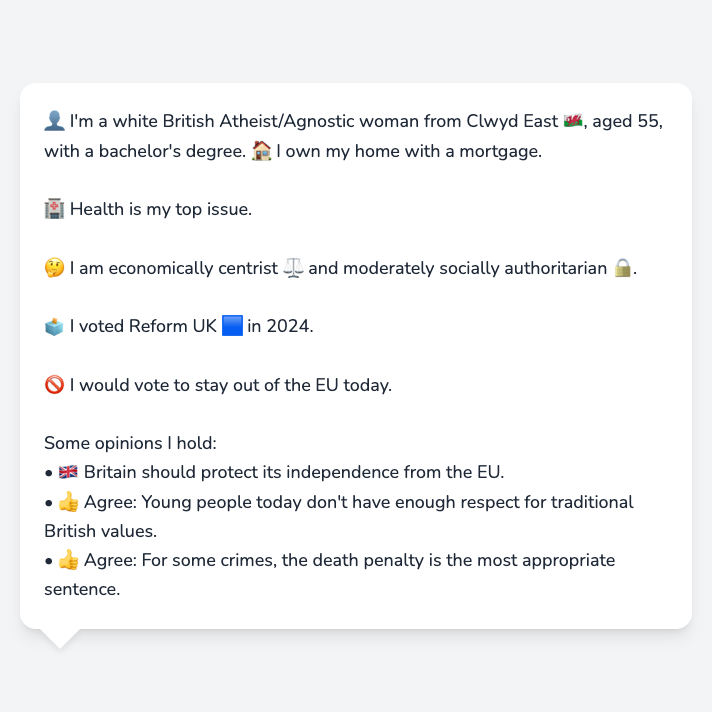 👤 I'm a white British Atheist/Agnostic woman from Clwyd East 🏴󠁧󠁢󠁷󠁬󠁳󠁿, aged 55,
with a bachelor's degree. 🏠 I own my home with a mortgage.
🏥 Health is my top issue.
🤔 I am economically centrist ⚖️ and moderately socially authoritarian 🔒.
🗳️ I voted Reform UK 🟦 in 2024.
🚫 I would vote to stay out of the EU today.
Some opinions I hold:
• 🇬🇧 Britain should protect its independence from the EU.
• 👍 Agree: Young people today don't have enough respect for traditional
British values.
• 👍 Agree: For some crimes, the death penalty is the most appropriate
sentence.